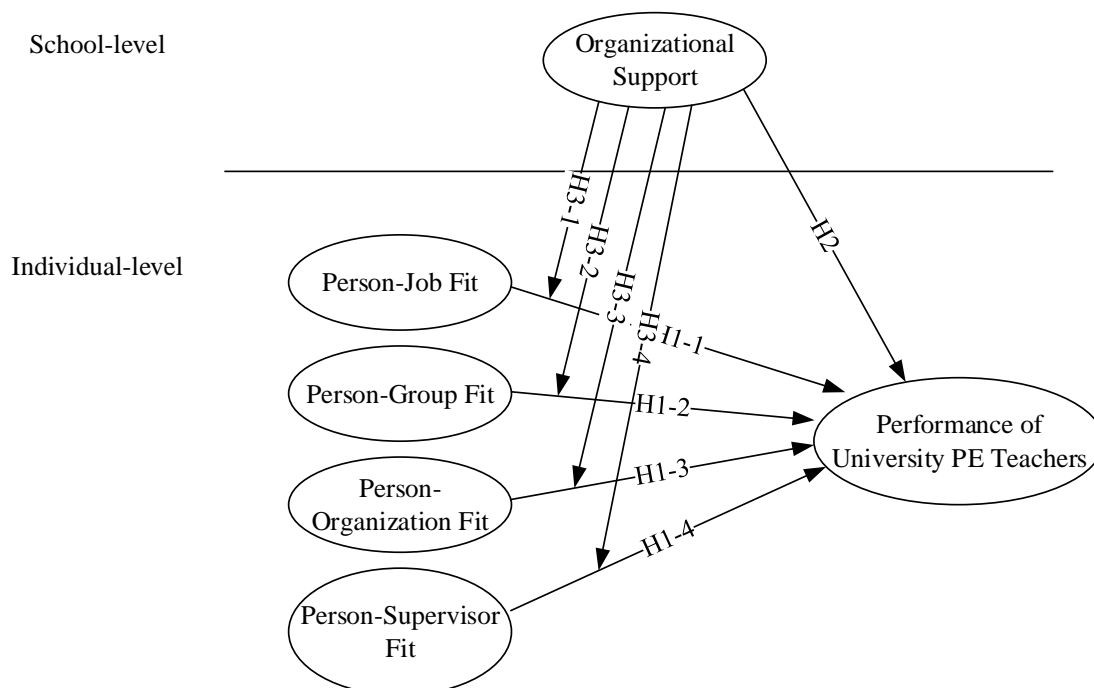 School-level
Organizational
Support
H3-1
H3-2
H3-3
H3-4
H2
Individual-level
Person-Job Fit
H1-1
Person-Group Fit
H1-2
Performance of
University PE Teachers
Person-
Organization Fit
H1-3
H1-4
Person-Supervisor
Fit